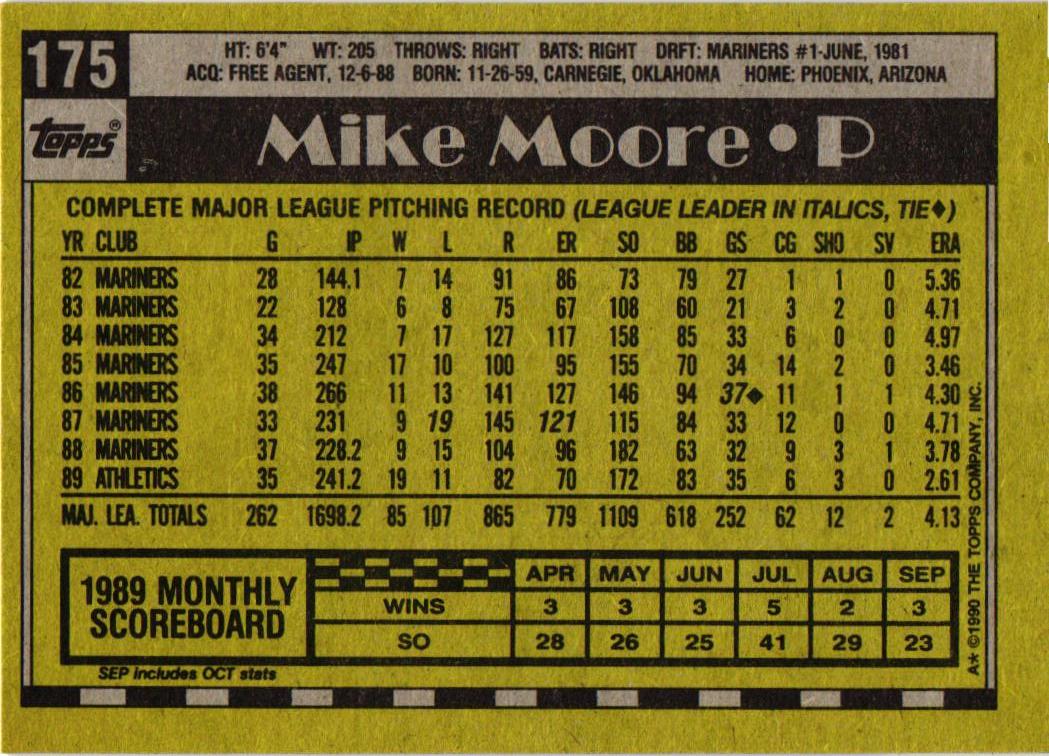 175
HT: 6'4" WT: 205 THROWS: RIGHT BATS: RIGHT DRFT: MARINERS #1-JUNE, 1981
ACQ: FREE AGENT, 12-6-88 BORN: 11-26-59, CARNEGIE, OKLAHOMA HOME: PHOENIX, ARIZONA
Topps®
Mike Moore • P
COMPLETE MAJOR LEAGUE PITCHING RECORD (LEAGUE LEADER IN ITALICS, TIE♦)
YR CLUB G IP W L R ER SO BB GS CG SHO SV ERA
82 MARINERS 28 144.1 7 14 91 86 73 79 27 1 1 0 5.36
83 MARINERS 22 128 6 8 75 67 108 60 21 3 2 0 4.71
84 MARINERS 34 212 7 17 127 117 158 85 33 6 0 0 4.97
85 MARINERS 35 247 17 10 100 95 155 70 34 14 2 0 3.46
86 MARINERS 38 266 11 13 141 127 146 94 37♦ 11 1 1 4.30
87 MARINERS 33 231 9 19 145 121 115 84 33 12 0 0 4.71
88 MARINERS 37 228.2 9 15 104 96 182 63 32 9 3 1 3.78
89 ATHLETICS 35 241.2 19 11 82 70 172 83 35 6 3 0 2.61
MAJ. LEA. TOTALS 262 1698.2 85 107 865 779 1109 618 252 62 12 2 4.13
1989 MONTHLY
SCOREBOARD
APR MAY JUN JUL AUG SEP
WINS 3 3 3 5 2 3
SO 28 26 25 41 29 23
SEP includes OCT stats
A* ©1990 THE TOPPS COMPANY, INC.